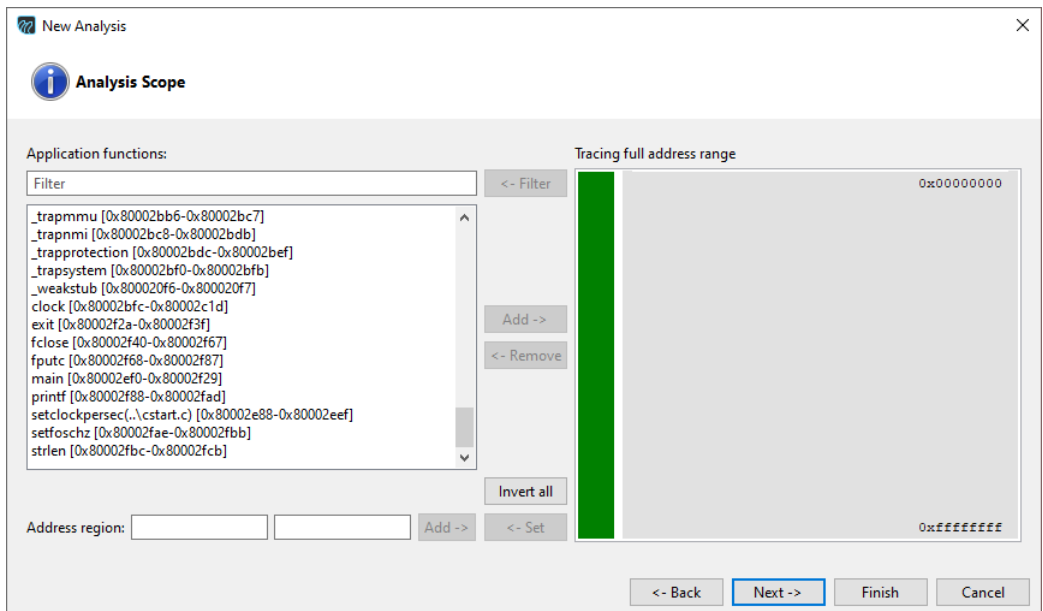 New Analysis
Analysis Scope
Application functions:
Filter
<- Filter
_trapmmu [0x80002bb6-0x80002bc7]
_trapnmi [0x80002bc8-0x80002bdb]
_trapprotection [0x80002bdc-0x80002bef]
_trapsystem [0x80002bf0-0x80002bfb]
_weakstub [0x800020f6-0x800020f7]
clock [0x80002bfc-0x80002c1d]
exit [0x80002f2a-0x80002f3f]
fclose [0x80002f40-0x80002f67]
fputc [0x80002f68-0x80002f87]
main [0x80002ef0-0x80002f29]
printf [0x80002f88-0x80002fad]
setclockpersec(..\cstart.c) [0x80002e88-0x80002eef]
setfoschz [0x80002fae-0x80002fbb]
strlen [0x80002fbc-0x80002fcb]
Add ->
<- Remove
Invert all
Address region:
Add ->
<- Set
Tracing full address range
0x00000000
0xffffffff
<- Back
Next ->
Finish
Cancel